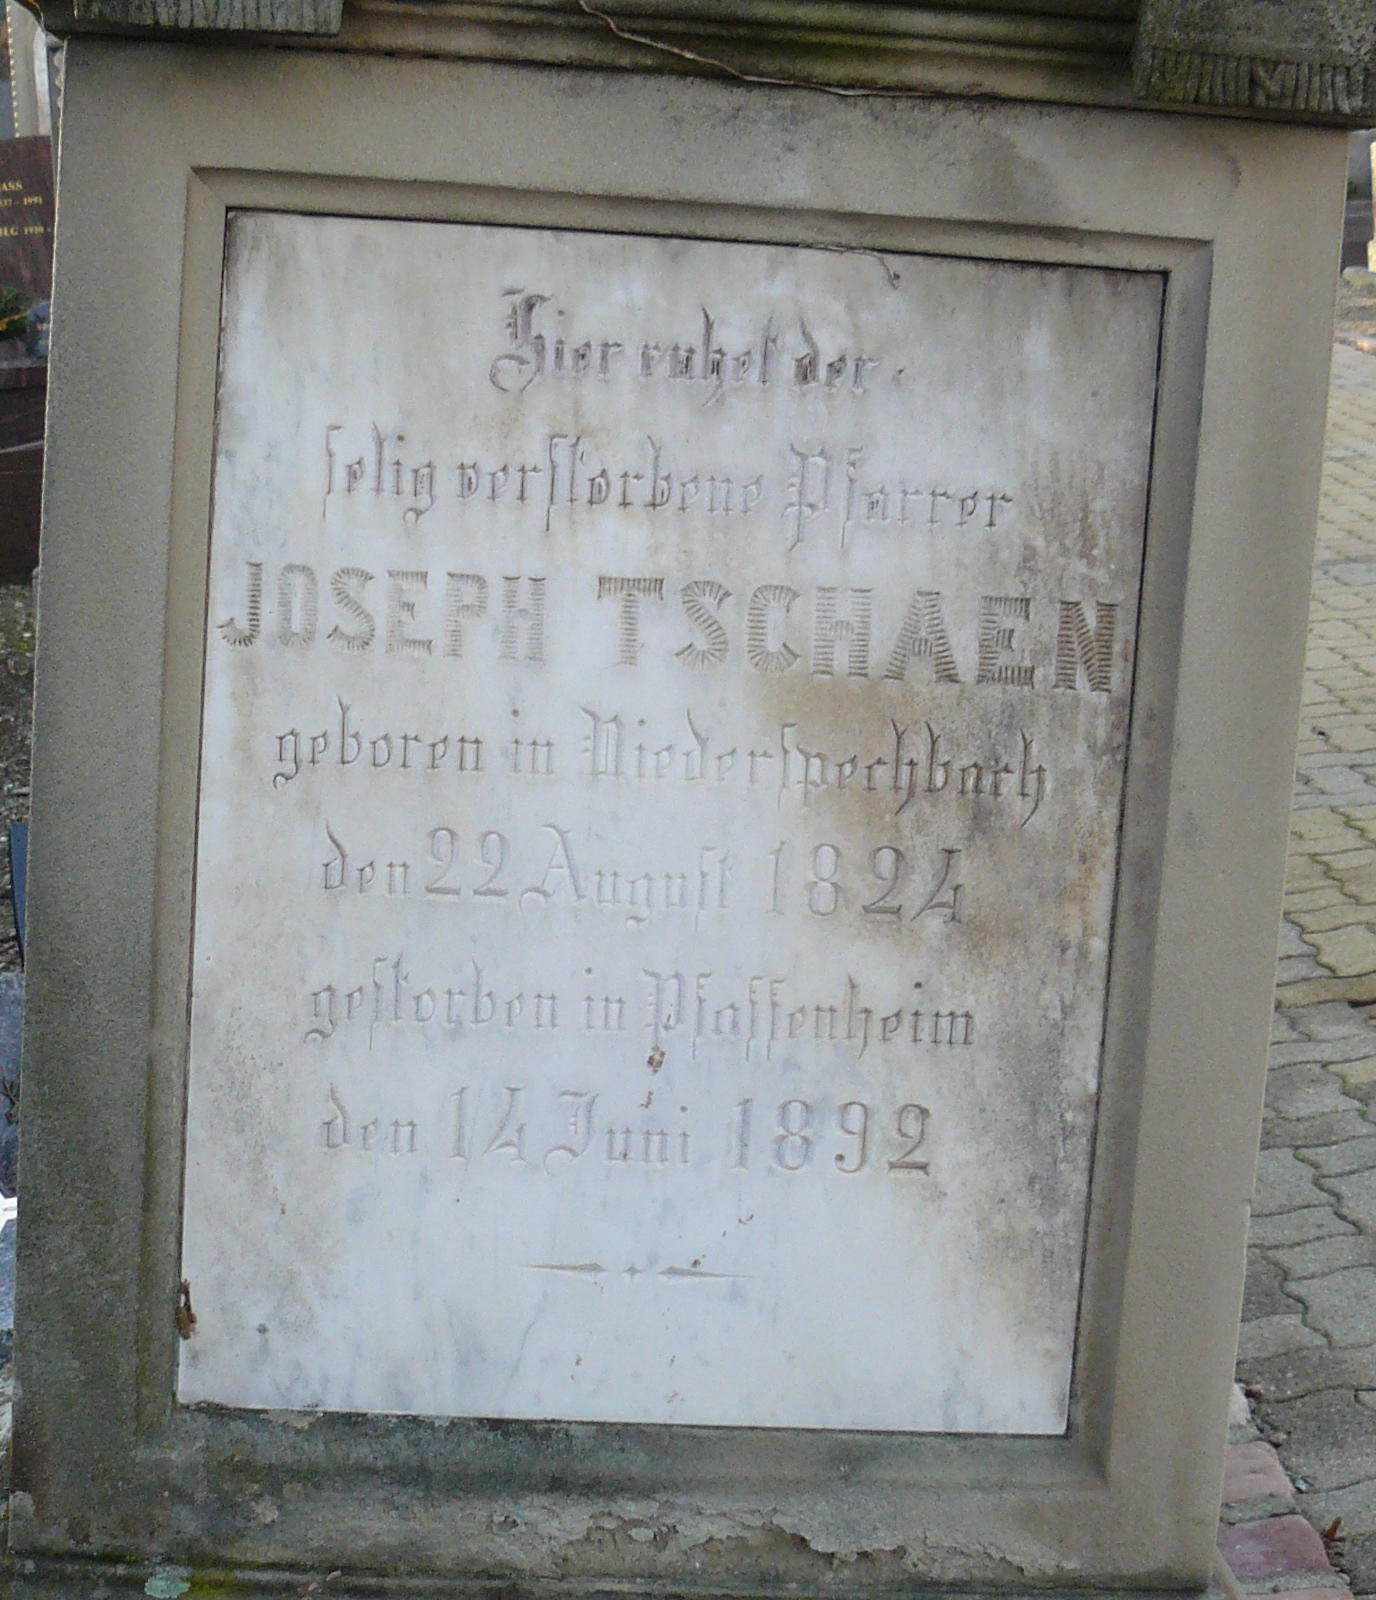 Hier ruhet der
selig verstorbene Pfarrer
JOSEPH TSCHAEN
geboren in Niederspechbach
den 22 August 1824
gestorben in Pfaffenheim
den 14 Juni 1892